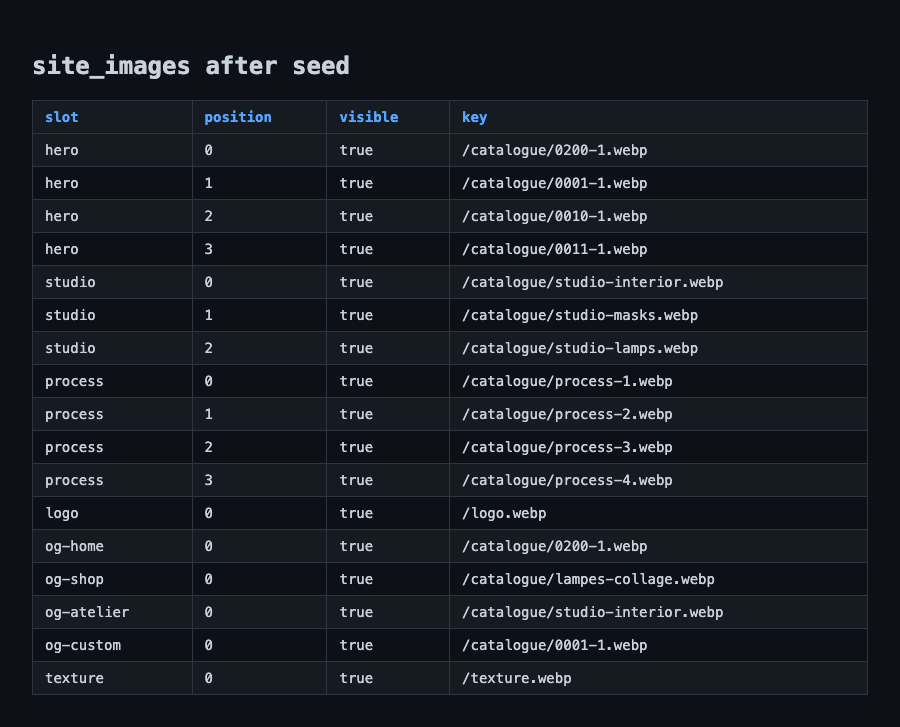 site_images after seed
slot position visible key
hero 0 true /catalogue/0200-1.webp
hero 1 true /catalogue/0001-1.webp
hero 2 true /catalogue/0010-1.webp
hero 3 true /catalogue/0011-1.webp
studio 0 true /catalogue/studio-interior.webp
studio 1 true /catalogue/studio-masks.webp
studio 2 true /catalogue/studio-lamps.webp
process 0 true /catalogue/process-1.webp
process 1 true /catalogue/process-2.webp
process 2 true /catalogue/process-3.webp
process 3 true /catalogue/process-4.webp
logo 0 true /logo.webp
og-home 0 true /catalogue/0200-1.webp
og-shop 0 true /catalogue/lampes-collage.webp
og-atelier 0 true /catalogue/studio-interior.webp
og-custom 0 true /catalogue/0001-1.webp
texture 0 true /texture.webp